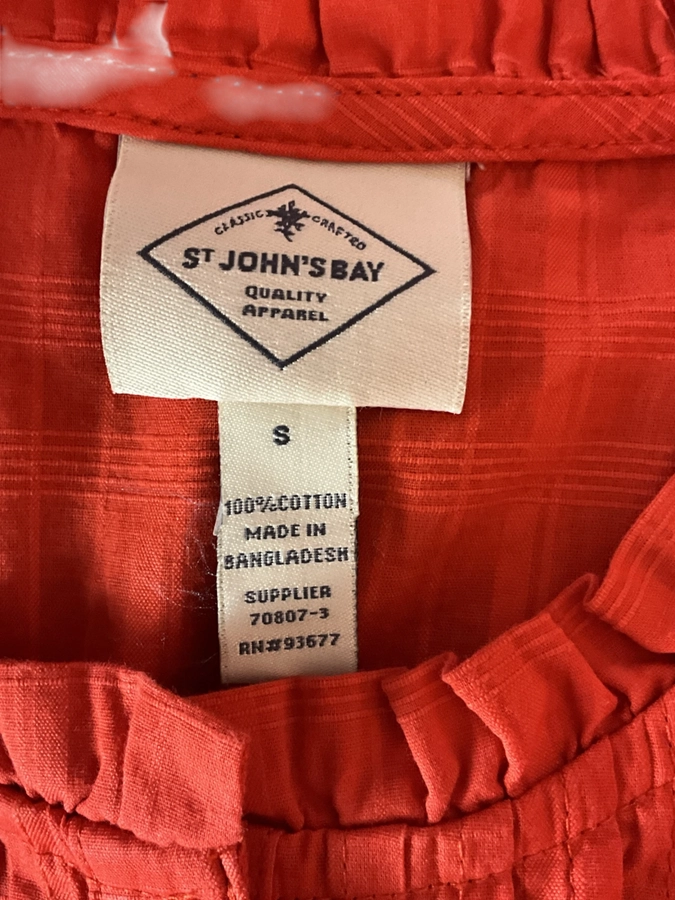 CLASSIC CRAFTED
ST JOHN'S BAY
QUALITY
APPAREL
S
100% COTTON
MADE IN
BANGLADESH
SUPPLIER
70807-3
RN#93677